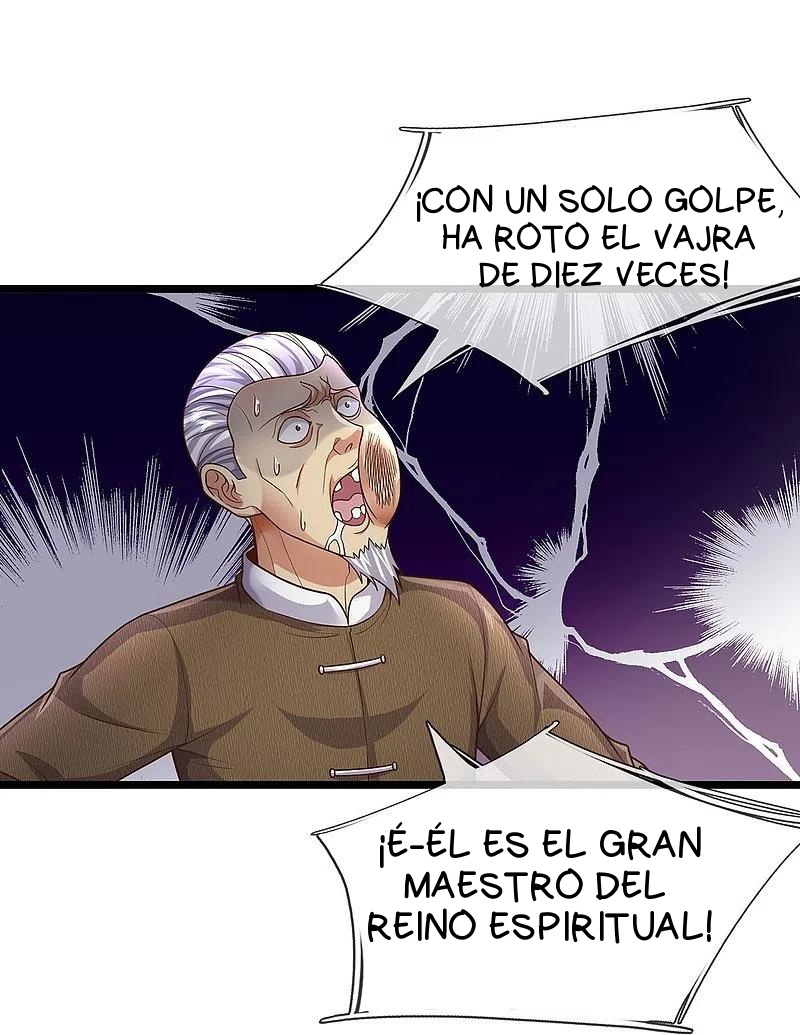 ¡CON UN SOLO GOLPE,
HA ROTO EL VAJRA
DE DIEZ VECES!
¡É-ÉL ES EL GRAN
MAESTRO DEL
REINO ESPIRITUAL!